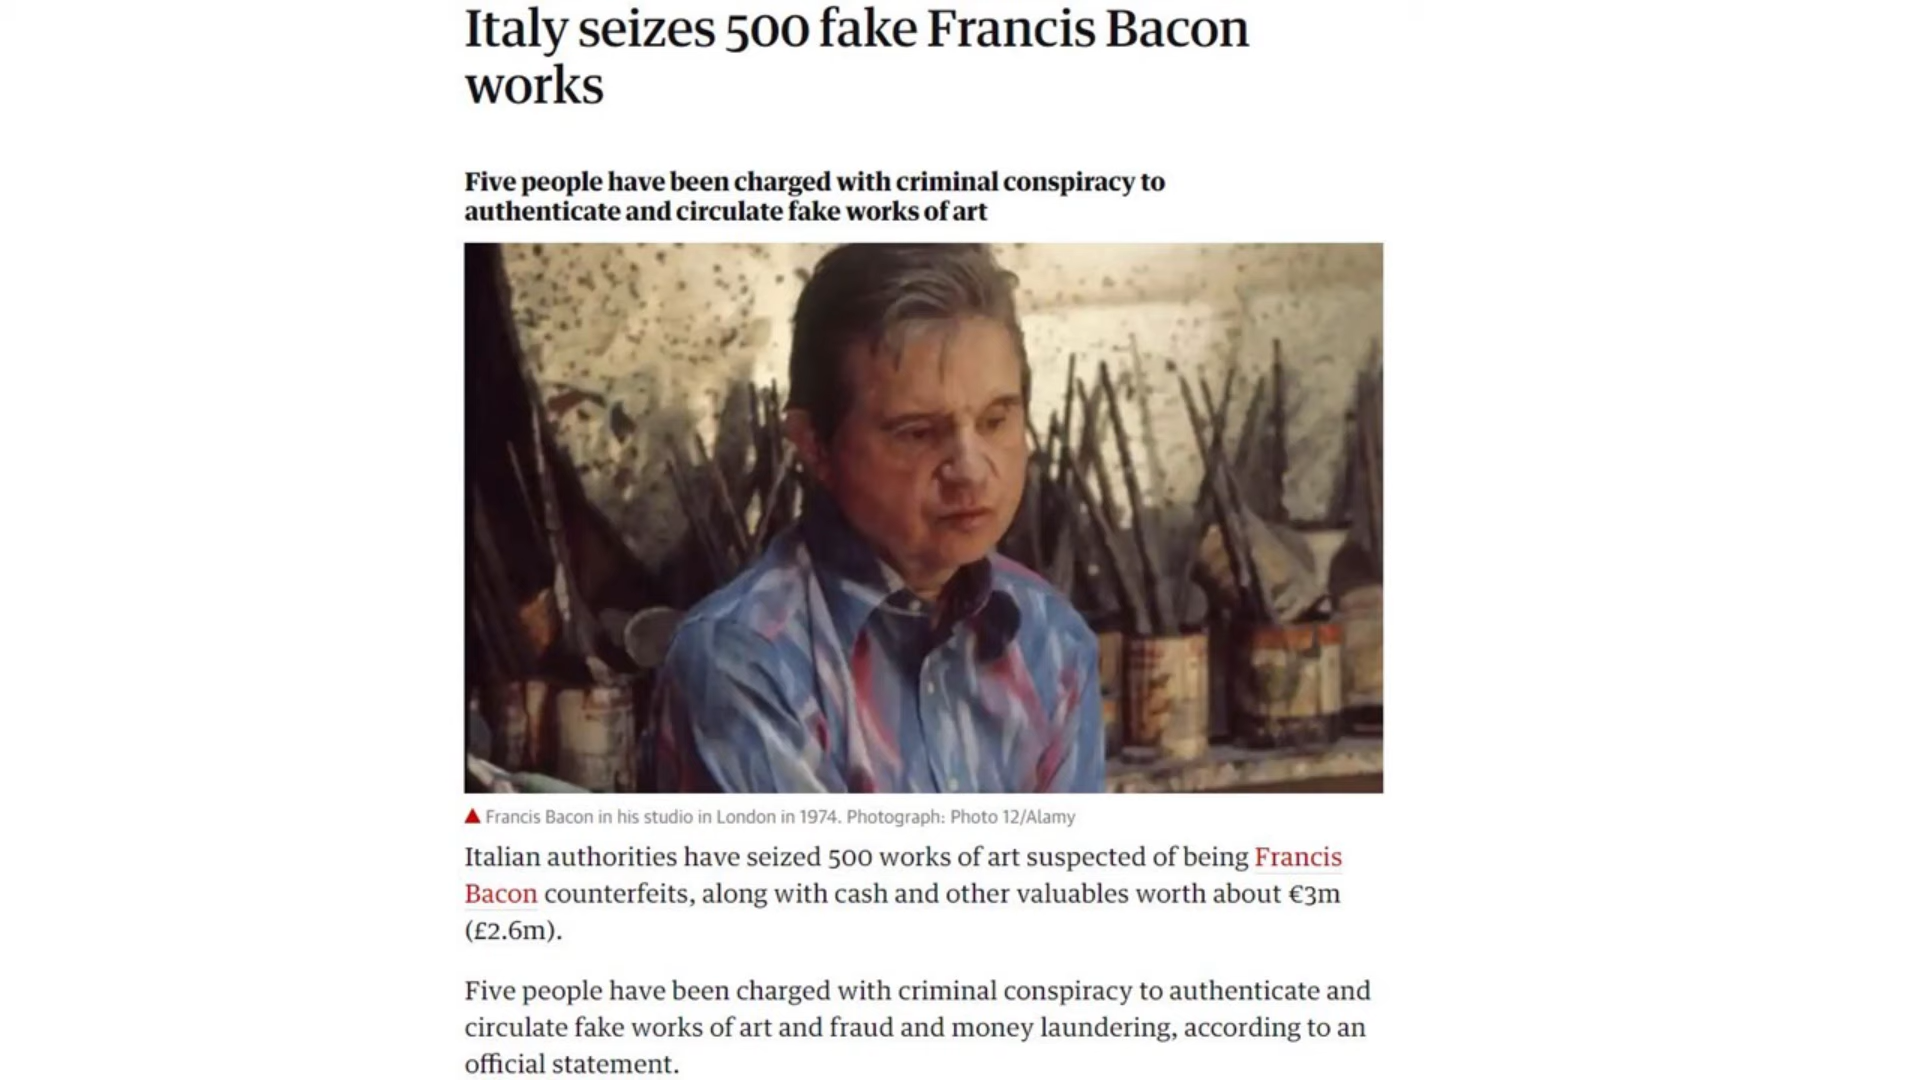 Italy seizes 500 fake Francis Bacon
works
Five people have been charged with criminal conspiracy to
authenticate and circulate fake works of art
Francis Bacon in his studio in London in 1974. Photograph: Photo 12/Alamy
Italian authorities have seized 500 works of art suspected of being Francis
Bacon counterfeits, along with cash and other valuables worth about €3m
(£2.6m).
Five people have been charged with criminal conspiracy to authenticate and
circulate fake works of art and fraud and money laundering, according to an
official statement.